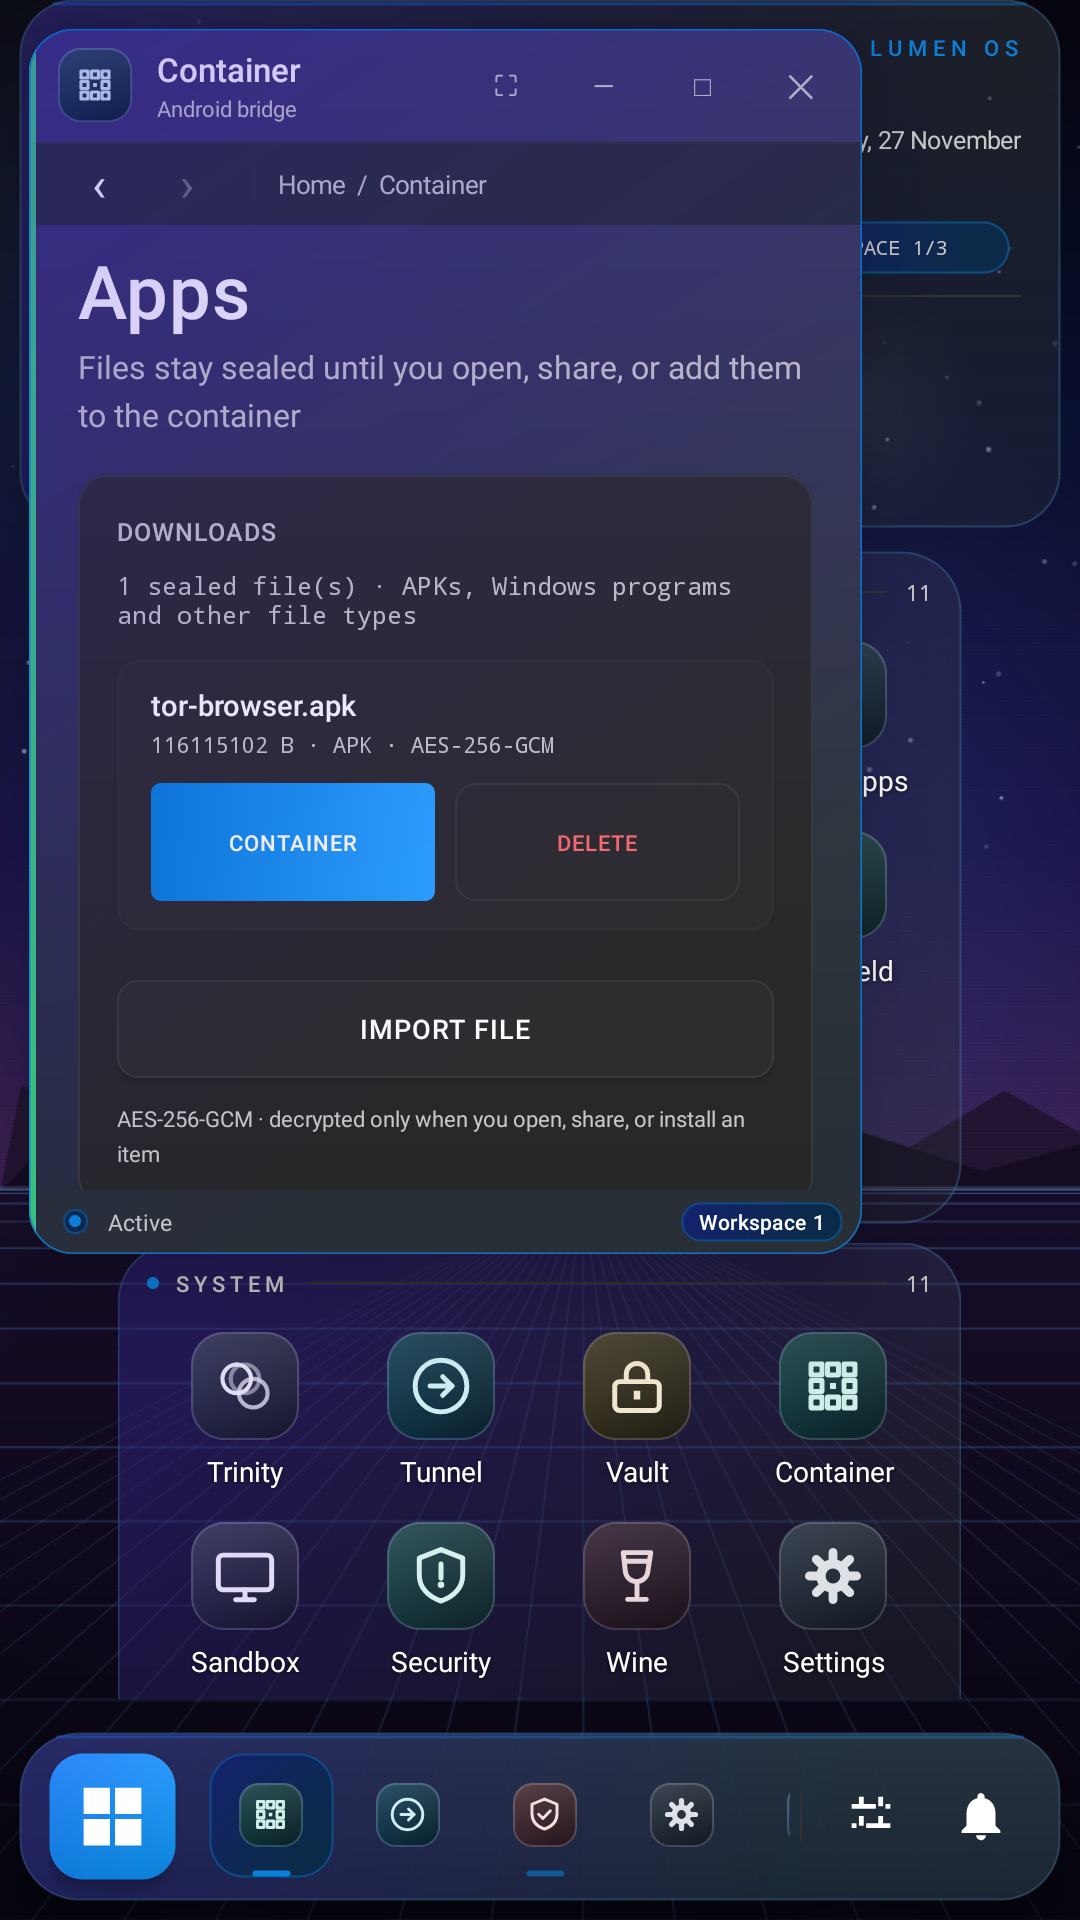 LUMEN OS
Container
Android bridge
, 27 November
Home / Container
PACE 1/3
Apps
Files stay sealed until you open, share, or add them
to the container
DOWNLOADS
1 sealed file(s) · APKs, Windows programs
and other file types
11
tor-browser.apk
116115102 B · APK · AES-256-GCM
pps
CONTAINER
DELETE
eld
IMPORT FILE
AES-256-GCM · decrypted only when you open, share, or install an
item
Active
Workspace 1
SYSTEM
11
Trinity
Tunnel
Vault
Container
Sandbox
Security
Wine
Settings